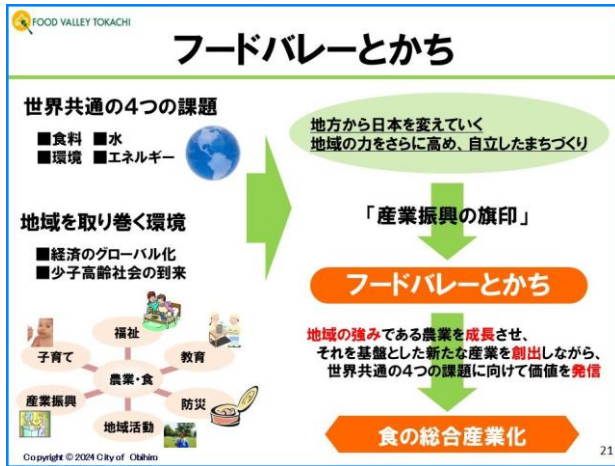 FOOD VALLEY TOKACHI
フードバレーとかち
世界共通の4つの課題
■食料 ■水
■環境 ■エネルギー
地域を取り巻く環境
■経済のグローバル化
■少子高齢社会の到来
福祉
子育て
教育
農業・食
産業振興
防災
地域活動
地方から日本を変えていく
地域の力をさらに高め、自立したまちづくり
「産業振興の旗印」
フードバレーとかち
地域の強みである農業を成長させ、
それを基盤とした新たな産業を創出しながら、
世界共通の4つの課題に向けて価値を発信
食の総合産業化
Copyright © 2024 City of Obihiro
21